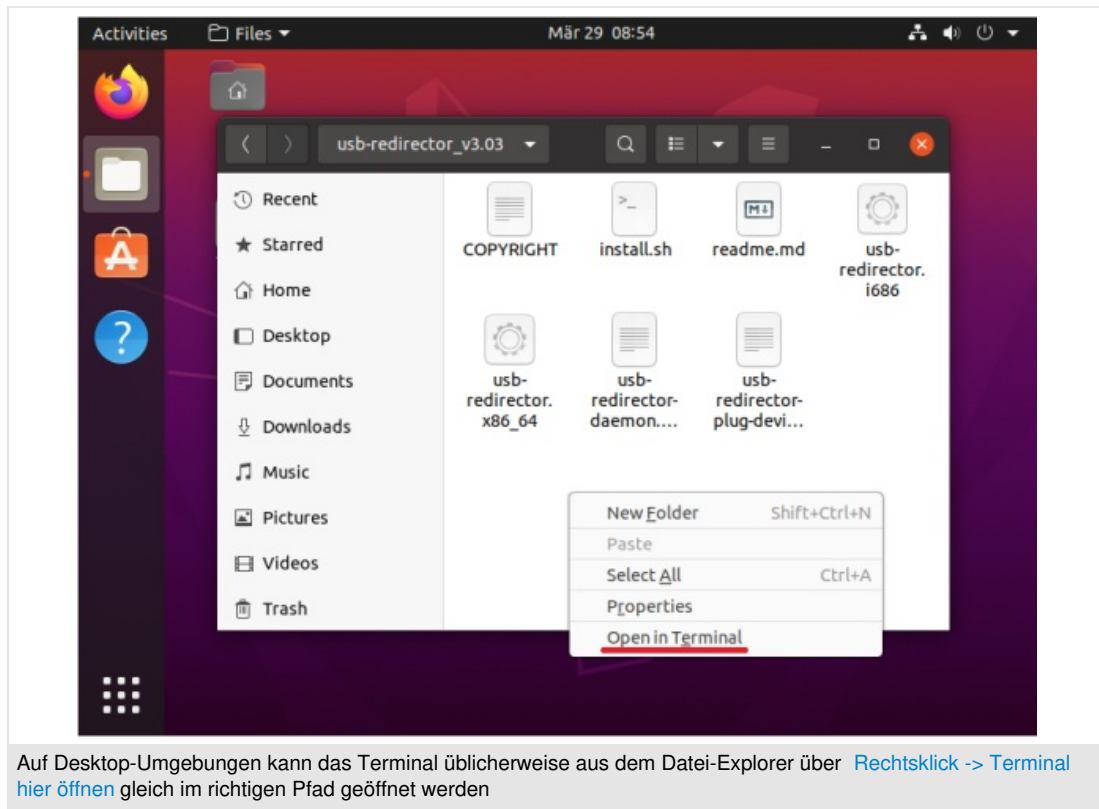 Activities
Files
Mär 29 08:54
usb-redirector_v3.03
Recent
Starred
Home
Desktop
Documents
Downloads
Music
Pictures
Videos
Trash
COPYRIGHT
>_
install.sh
M↓
readme.md
usb-
redirector.
i686
usb-
redirector.
x86_64
usb-
redirector-
daemon....
usb-
redirector-
plug-devi...
New Folder Shift+Ctrl+N
Paste
Select All Ctrl+A
Properties
Open in Terminal
?
Auf Desktop-Umgebungen kann das Terminal üblicherweise aus dem Datei-Explorer über Rechtsklick -> Terminal
hier öffnen gleich im richtigen Pfad geöffnet werden